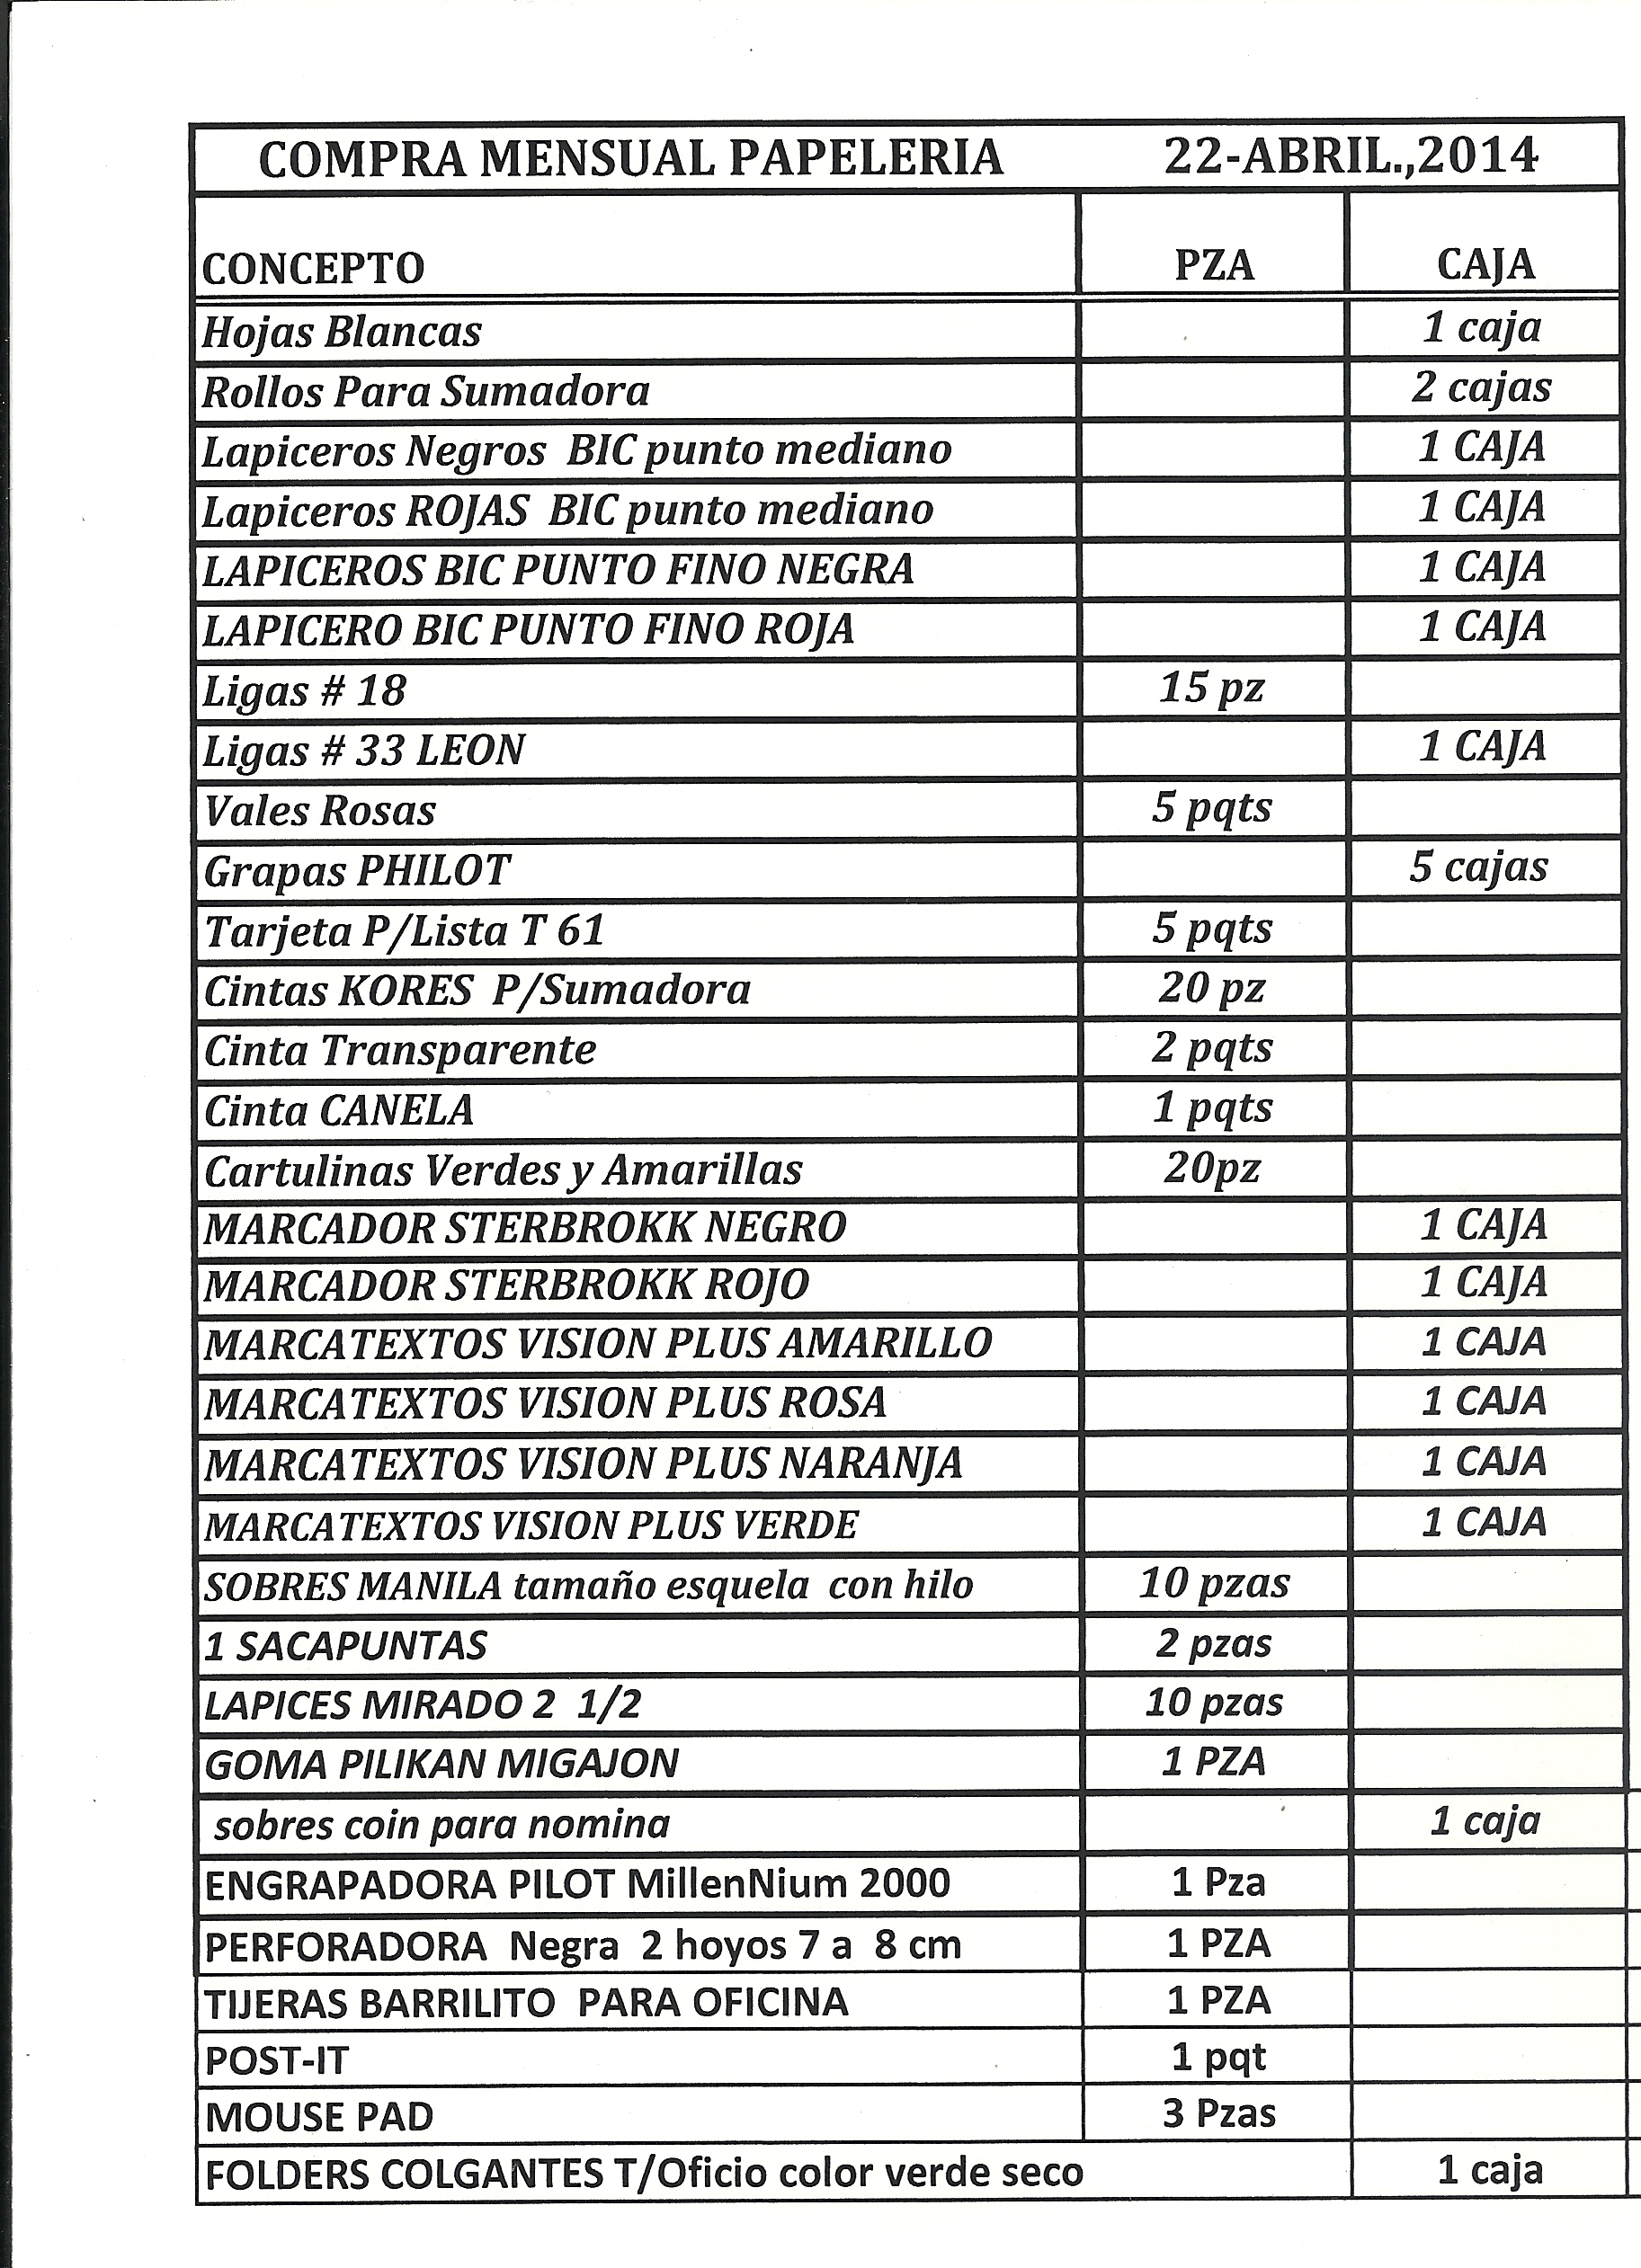 COMPRA MENSUAL PAPELERIA 22-ABRIL.,2014
CONCEPTO PZA CAJA
Hojas Blancas 1 caja
Rollos Para Sumadora 2 cajas
Lapiceros Negros BIC punto mediano 1 CAJA
Lapiceros ROJAS BIC punto mediano 1 CAJA
LAPICEROS BIC PUNTO FINO NEGRA 1 CAJA
LAPICERO BIC PUNTO FINO ROJA 1 CAJA
Ligas # 18 15 pz
Ligas # 33 LEON 1 CAJA
Vales Rosas 5 pqts
Grapas PHILOT 5 cajas
Tarjeta P/Lista T 61 5 pqts
Cintas KORES P/Sumadora 20 pz
Cinta Transparente 2 pqts
Cinta CANELA 1 pqts
Cartulinas Verdes y Amarillas 20pz
MARCADOR STERBROKK NEGRO 1 CAJA
MARCADOR STERBROKK ROJO 1 CAJA
MARCATEXTOS VISION PLUS AMARILLO 1 CAJA
MARCATEXTOS VISION PLUS ROSA 1 CAJA
MARCATEXTOS VISION PLUS NARANJA 1 CAJA
MARCATEXTOS VISION PLUS VERDE 1 CAJA
SOBRES MANILA tamaño esquela con hilo 10 pzas
1 SACAPUNTAS 2 pzas
LAPICES MIRADO 2 1/2 10 pzas
GOMA PILIKAN MIGAJON 1 PZA
sobres coin para nomina 1 caja
ENGRAPADORA PILOT MillenNium 2000 1 Pza
PERFORADORA Negra 2 hoyos 7 a 8 cm 1 PZA
TIJERAS BARRILITO PARA OFICINA 1 PZA
POST-IT 1 pqt
MOUSE PAD 3 Pzas
FOLDERS COLGANTES T/Oficio color verde seco 1 caja